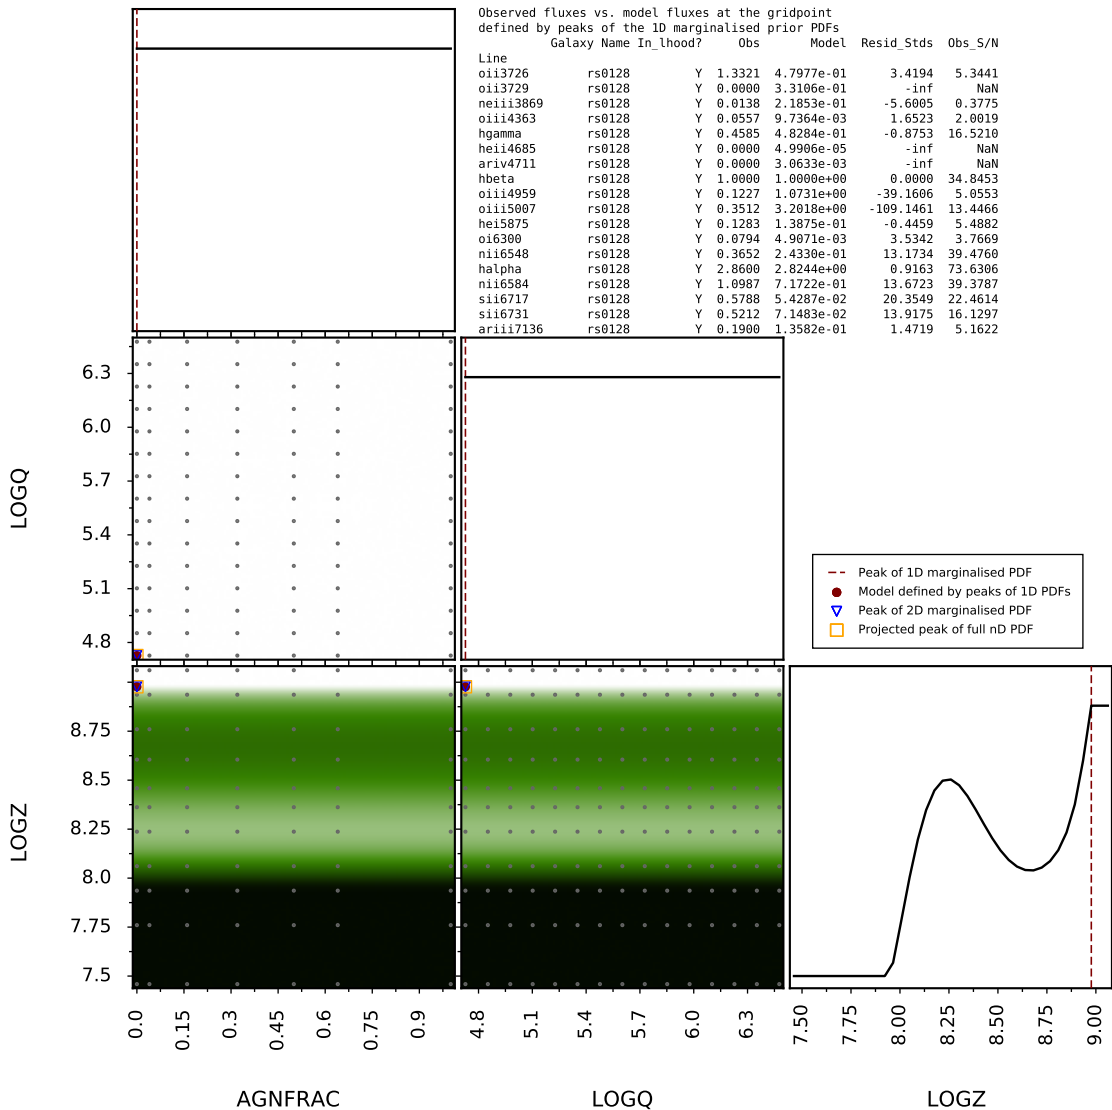 Observed fluxes vs. model fluxes at the gridpoint
defined by peaks of the 1D marginalised prior PDFs
Galaxy Name In_lhood? Obs Model Resid_Stds Obs_S/N
Line
oii3726 rs0128 Y 1.3321 4.7977e-01 3.4194 5.3441
oii3729 rs0128 Y 0.0000 3.3106e-01 -inf NaN
neiii3869 rs0128 Y 0.0138 2.1853e-01 -5.6005 0.3775
oiii4363 rs0128 Y 0.0557 9.7364e-03 1.6523 2.0019
hgamma rs0128 Y 0.4585 4.8284e-01 -0.8753 16.5210
heii4685 rs0128 Y 0.0000 4.9906e-05 -inf NaN
ariv4711 rs0128 Y 0.0000 3.0633e-03 -inf NaN
hbeta rs0128 Y 1.0000 1.0000e+00 0.0000 34.8453
oiii4959 rs0128 Y 0.1227 1.0731e+00 -39.1606 5.0553
oiii5007 rs0128 Y 0.3512 3.2018e+00 -109.1461 13.4466
hei5875 rs0128 Y 0.1283 1.3875e-01 -0.4459 5.4882
oi6300 rs0128 Y 0.0794 4.9071e-03 3.5342 3.7669
nii6548 rs0128 Y 0.3652 2.4330e-01 13.1734 39.4760
halpha rs0128 Y 2.8600 2.8244e+00 0.9163 73.6306
nii6584 rs0128 Y 1.0987 7.1722e-01 13.6723 39.3787
sii6717 rs0128 Y 0.5788 5.4287e-02 20.3549 22.4614
sii6731 rs0128 Y 0.5212 7.1483e-02 13.9175 16.1297
ariii7136 rs0128 Y 0.1900 1.3582e-01 1.4719 5.1622
6.3
6.0
5.7
5.4
5.1
4.8
LOGQ
Peak of 1D marginalised PDF
Model defined by peaks of 1D PDFs
Peak of 2D marginalised PDF
Projected peak of full nD PDF
8.75
8.5
8.25
8.0
7.75
7.5
LOGZ
0.0 0.15 0.3 0.45 0.6 0.75 0.9
4.8 5.1 5.4 5.7 6.0 6.3
7.50 7.75 8.00 8.25 8.50 8.75 9.00
AGNFRAC LOGQ LOGZ